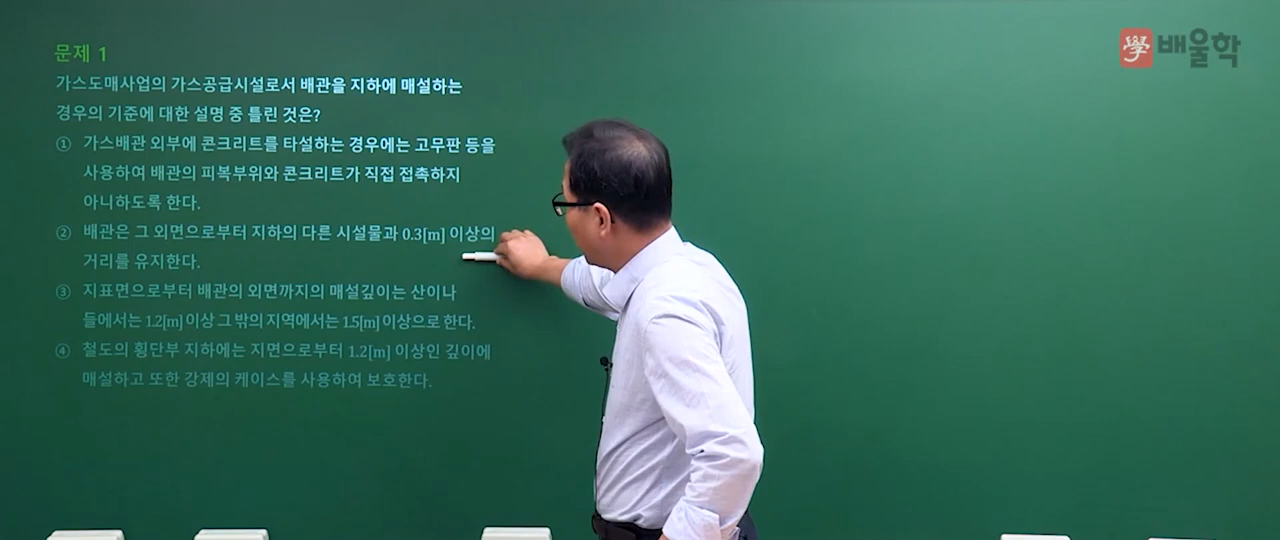 문제 1
學 배울학
가스도매사업의 가스공급시설로서 배관을 지하에 매설하는
경우의 기준에 대한 설명 중 틀린 것은?
① 가스배관 외부에 콘크리트를 타설하는 경우에는 고무판 등을
사용하여 배관의 피복부위와 콘크리트가 직접 접촉하지
아니하도록 한다.
② 배관은 그 외면으로부터 지하의 다른 시설물과 0.3[m] 이상의
거리를 유지한다.
③ 지표면으로부터 배관의 외면까지의 매설깊이는 산이나
들에서는 1.2[m] 이상 그 밖의 지역에서는 1.5[m] 이상으로 한다.
④ 철도의 횡단부 지하에는 지면으로부터 1.2[m] 이상인 깊이에
매설하고 또한 강제의 케이스를 사용하여 보호한다.